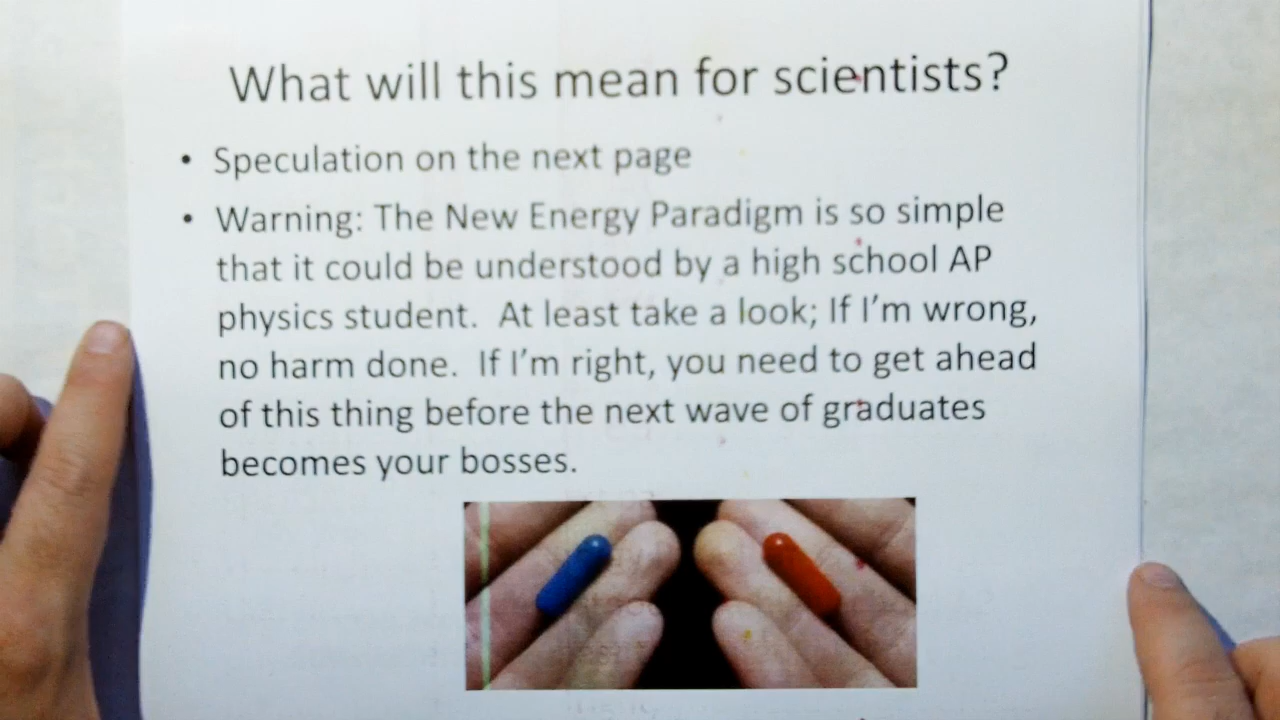 What will this mean for scientists?
• Speculation on the next page
• Warning: The New Energy Paradigm is so simple
that it could be understood by a high school AP
physics student. At least take a look; If I'm wrong,
no harm done. If I'm right, you need to get ahead
of this thing before the next wave of graduates
becomes your bosses.